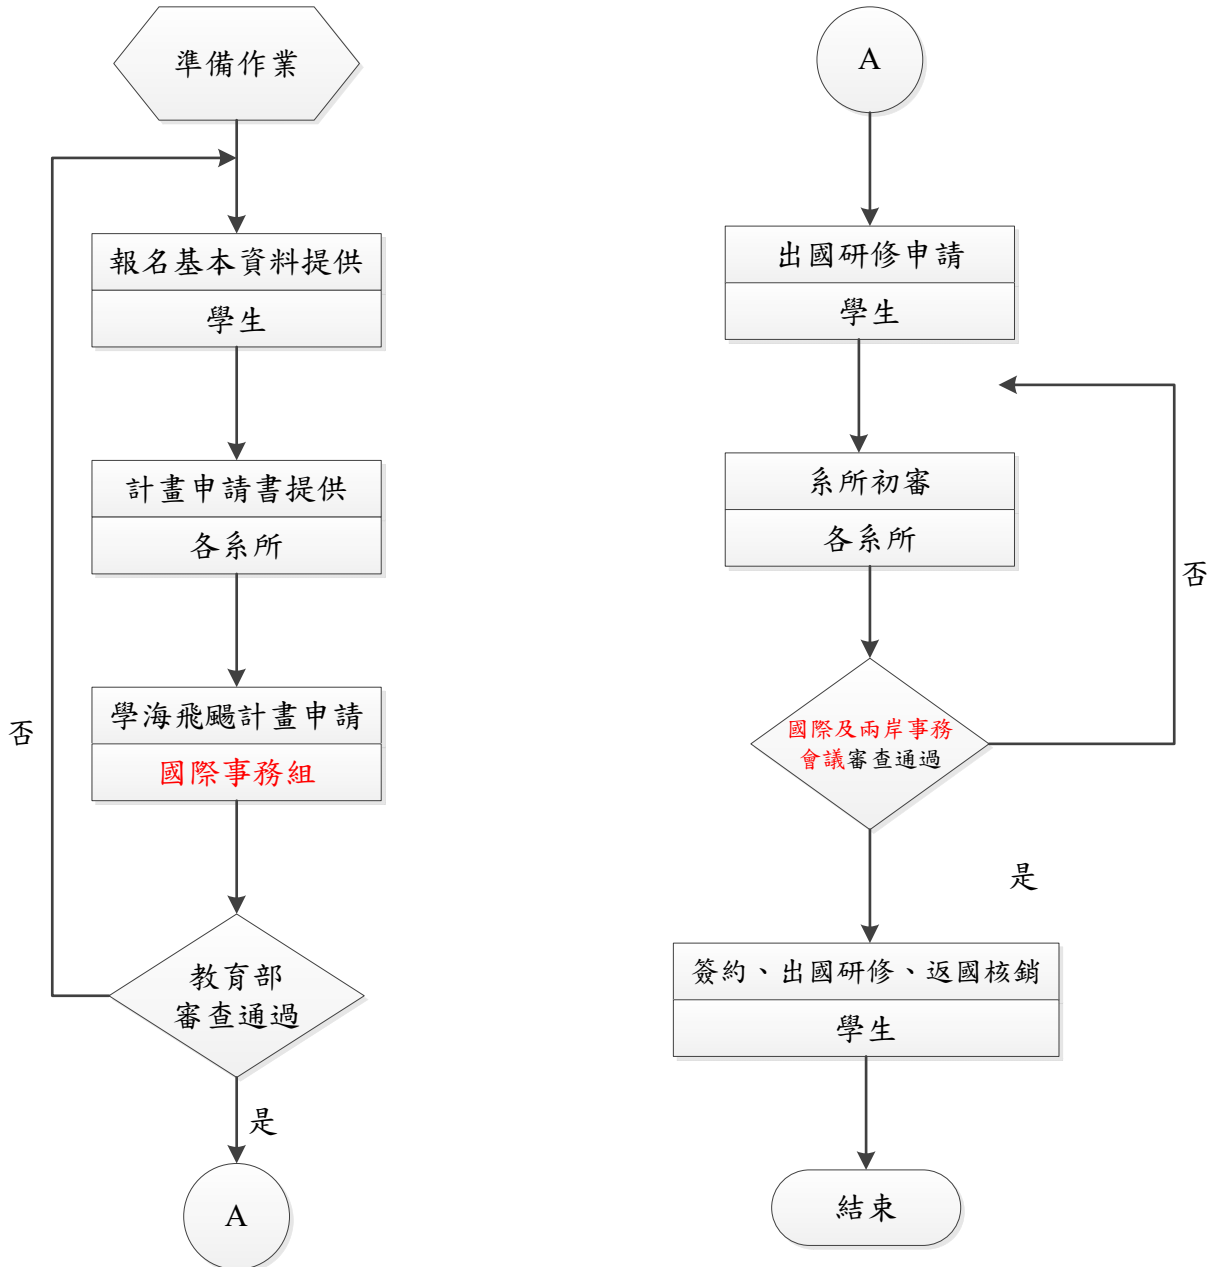 準備作業
報名基本資料提供
學生
計畫申請書提供
各系所
學海飛颺計畫申請
國際事務組
否
教育部
審查通過
是
A
A
出國研修申請
學生
系所初審
各系所
否
國際及兩岸事務
會議審查通過
是
簽約、出國研修、返國核銷
學生
結束